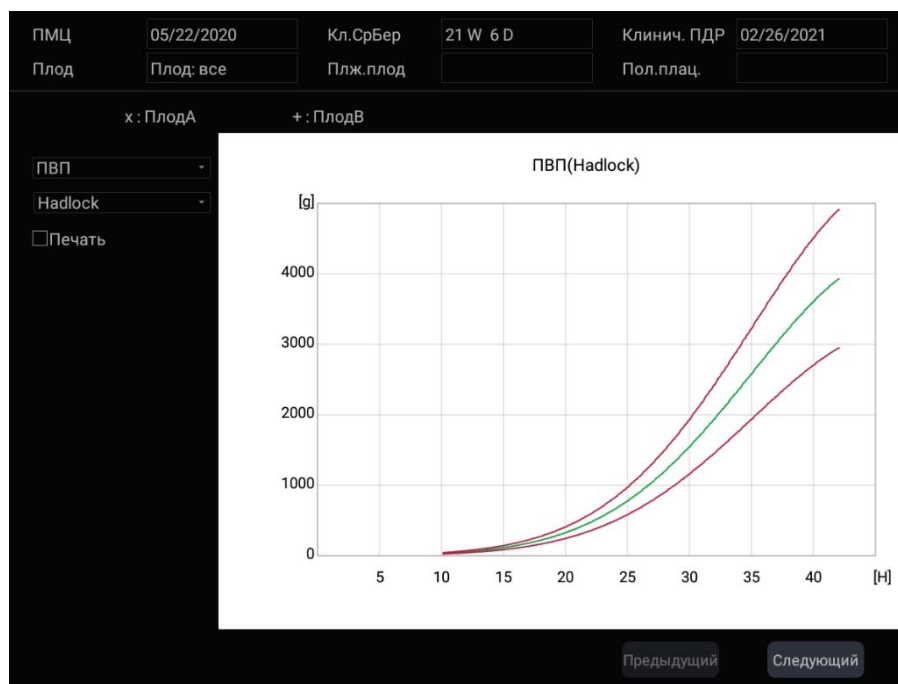 ПМЦ 05/22/2020 Кл.СрБер 21 W 6 D Клинич. ПДР 02/26/2021
Плод Плод: все Плж.плод Пол.плац.
x : ПлодА + : ПлодВ
ПВП
Hadlock
Печать
ПВП(Hadlock)
[g]
4000
3000
2000
1000
0
5 10 15 20 25 30 35 40 [Н]
Предыдущий Следующий